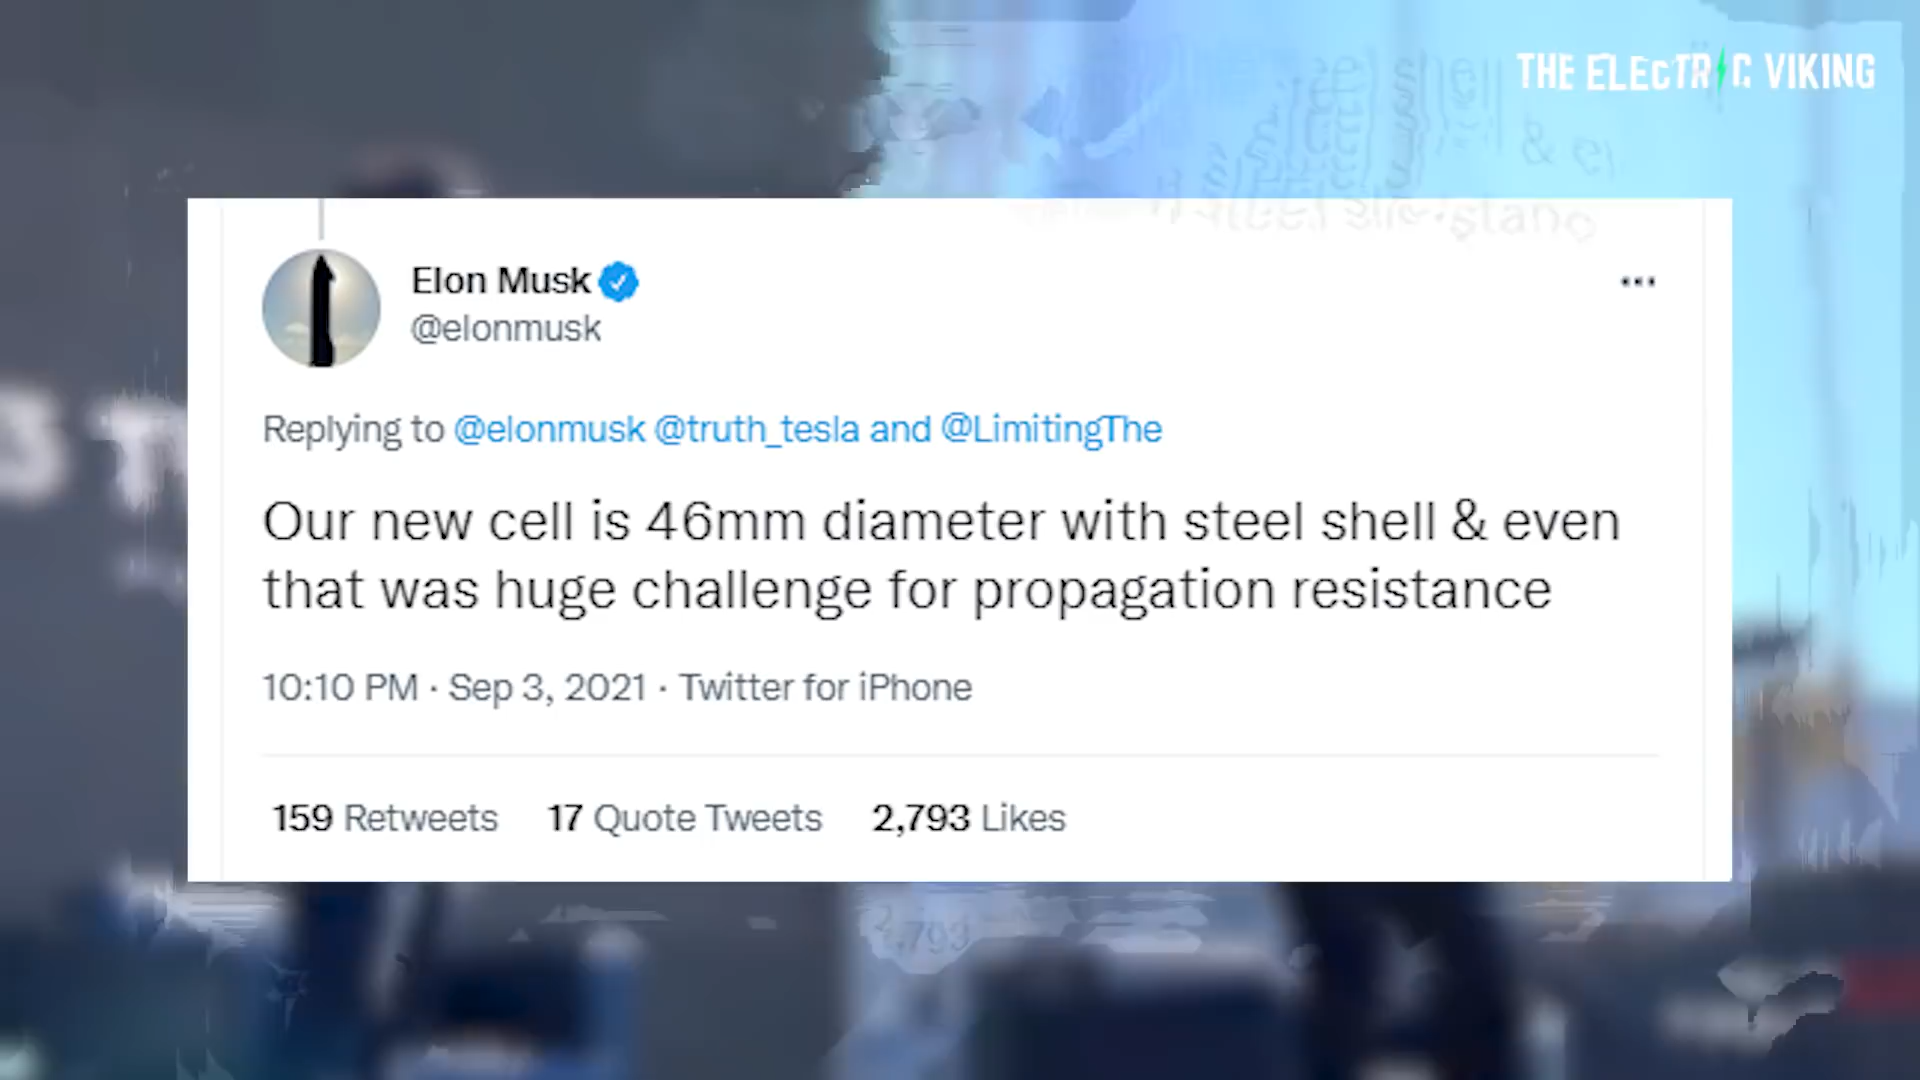 THE ELECTRIC VIKING
Elon Musk
@elonmusk
Replying to @elonmusk @truth_tesla and @LimitingThe
Our new cell is 46mm diameter with steel shell & even
that was huge challenge for propagation resistance
10:10 PM · Sep 3, 2021 · Twitter for iPhone
159 Retweets 17 Quote Tweets 2,793 Likes
2,793